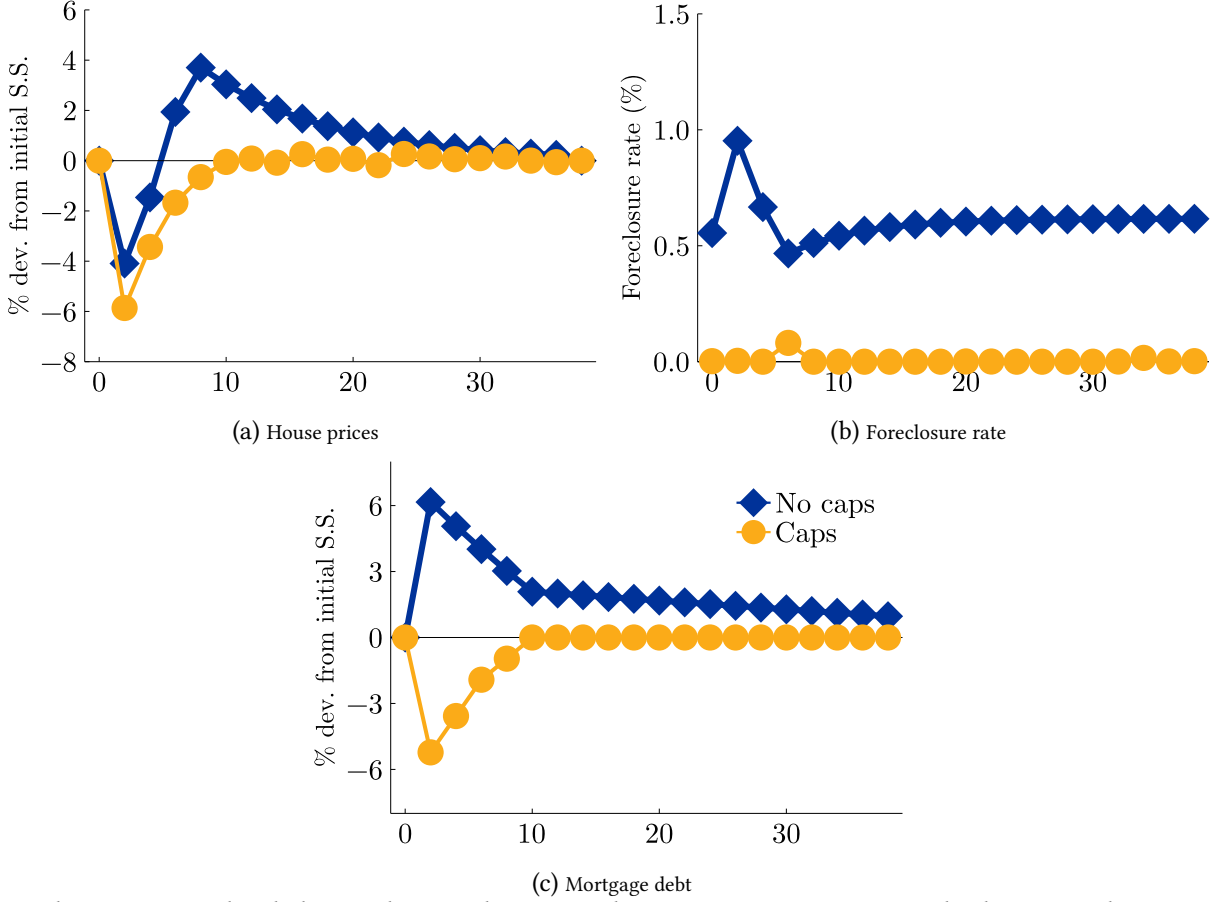 6
4
2
0
−2
−4
−6
−8
% dev. from initial S.S.
0 10 20 30
(a) House prices
1.5
1.0
0.5
0.0
Foreclosure rate (%)
0 10 20 30
(b) Foreclosure rate
6
3
0
−3
−6
% dev. from initial S.S.
No caps
Caps
0 10 20 30
(c) Mortgage debt